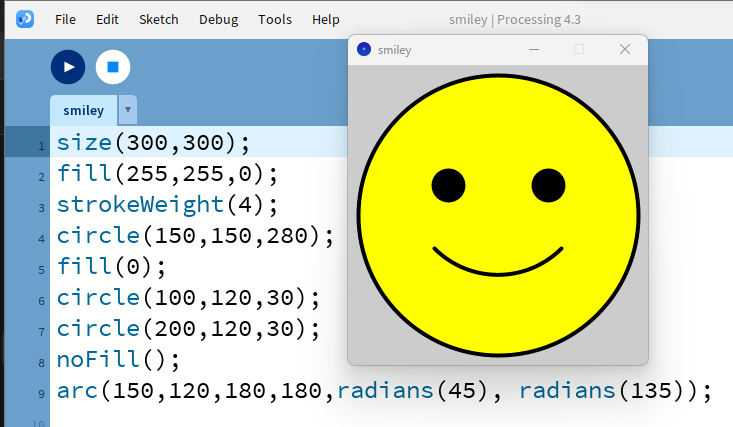 File Edit Sketch Debug Tools Help smiley | Processing 4.3
smiley
smiley
1 size(300,300);
2 fill(255,255,0);
3 strokeWeight(4);
4 circle(150,150,280);
5 fill(0);
6 circle(100,120,30);
7 circle(200,120,30);
8 noFill();
9 arc(150,120,180,180,radians(45), radians(135));
10